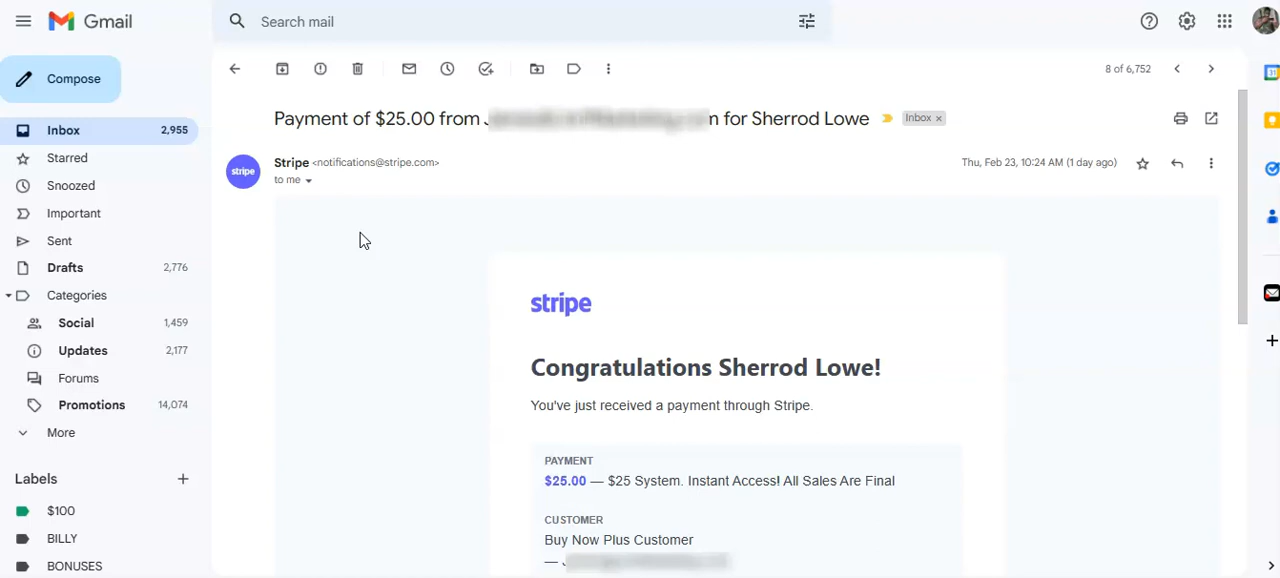 Gmail
Search mail
Compose
8 of 6,752
Inbox 2,955
Starred
Snoozed
Important
Sent
Drafts 2,776
Categories
Social 1,459
Updates 2,177
Forums
Promotions 14,074
More
Labels
$100
BILLY
BONUSES
Payment of $25.00 from for Sherrod Lowe Inbox ×
stripe
Stripe <notifications@stripe.com>
Thu, Feb 23, 10:24 AM (1 day ago)
to me
stripe
Congratulations Sherrod Lowe!
You've just received a payment through Stripe.
PAYMENT
$25.00 — $25 System. Instant Access! All Sales Are Final
CUSTOMER
Buy Now Plus Customer
—
31